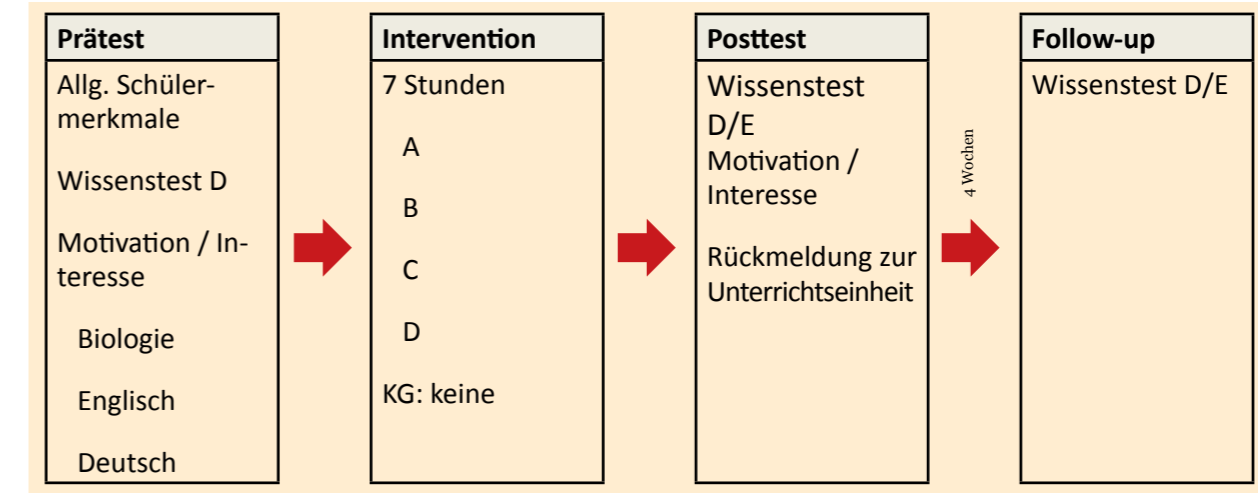 Prätest
Allg. Schüler-
merkmale
Wissenstest D
Motivation / In-
teresse
Biologie
Englisch
Deutsch
Intervention
7 Stunden
A
B
C
D
KG: keine
Posttest
Wissenstest
D/E
Motivation /
Interesse
Rückmeldung zur
Unterrichtseinheit
4 Wochen
Follow-up
Wissenstest D/E